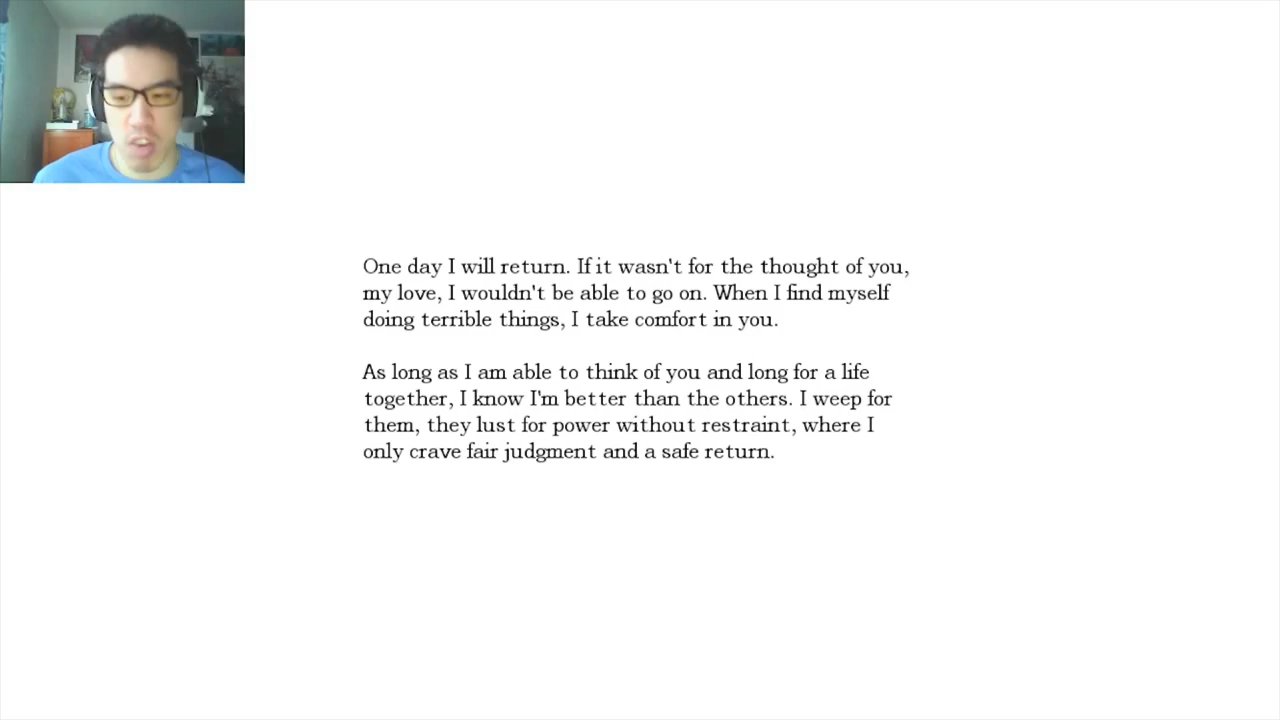 One day I will return. If it wasn't for the thought of you,
my love, I wouldn't be able to go on. When I find myself
doing terrible things, I take comfort in you.
As long as I am able to think of you and long for a life
together, I know I'm better than the others. I weep for
them, they lust for power without restraint, where I
only crave fair judgment and a safe return.